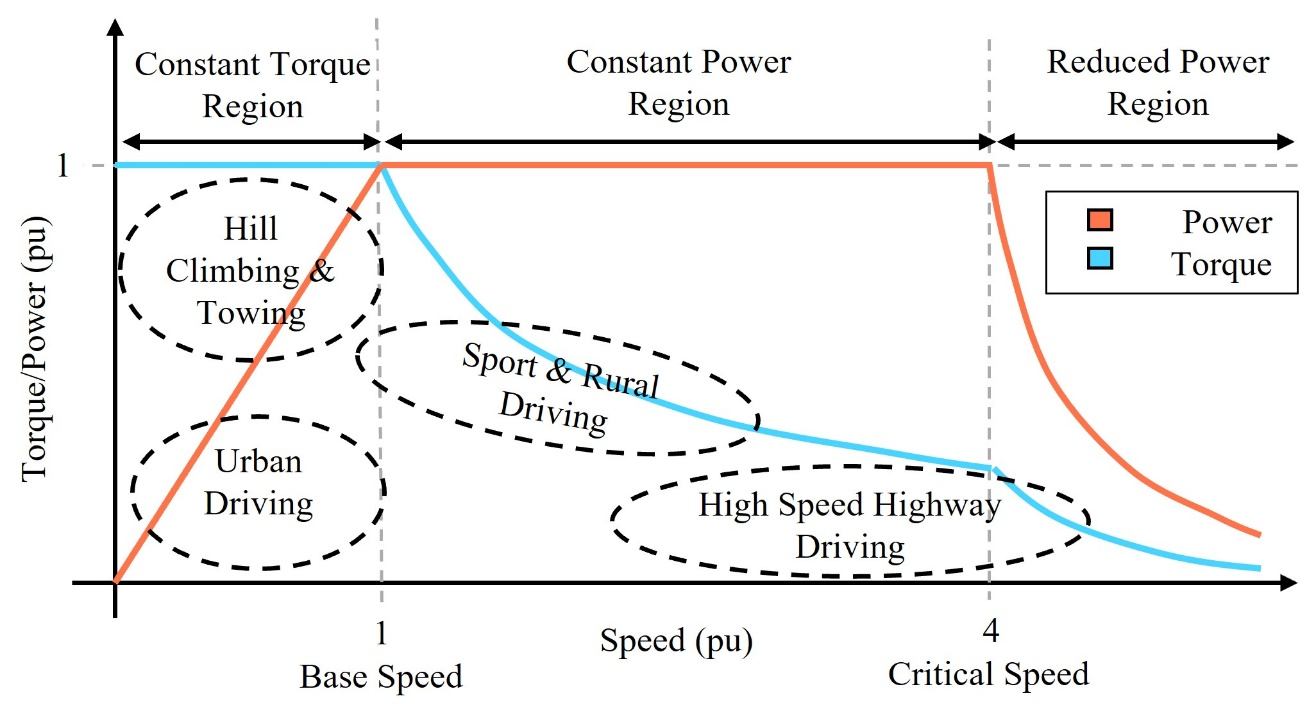 Constant Torque
Region
Constant Power
Region
Reduced Power
Region
1
Power
Torque
Hill
Climbing &
Towing
Sport & Rural
Driving
Urban
Driving
High Speed Highway
Driving
Torque/Power (pu)
1
Speed (pu)
4
Base Speed
Critical Speed